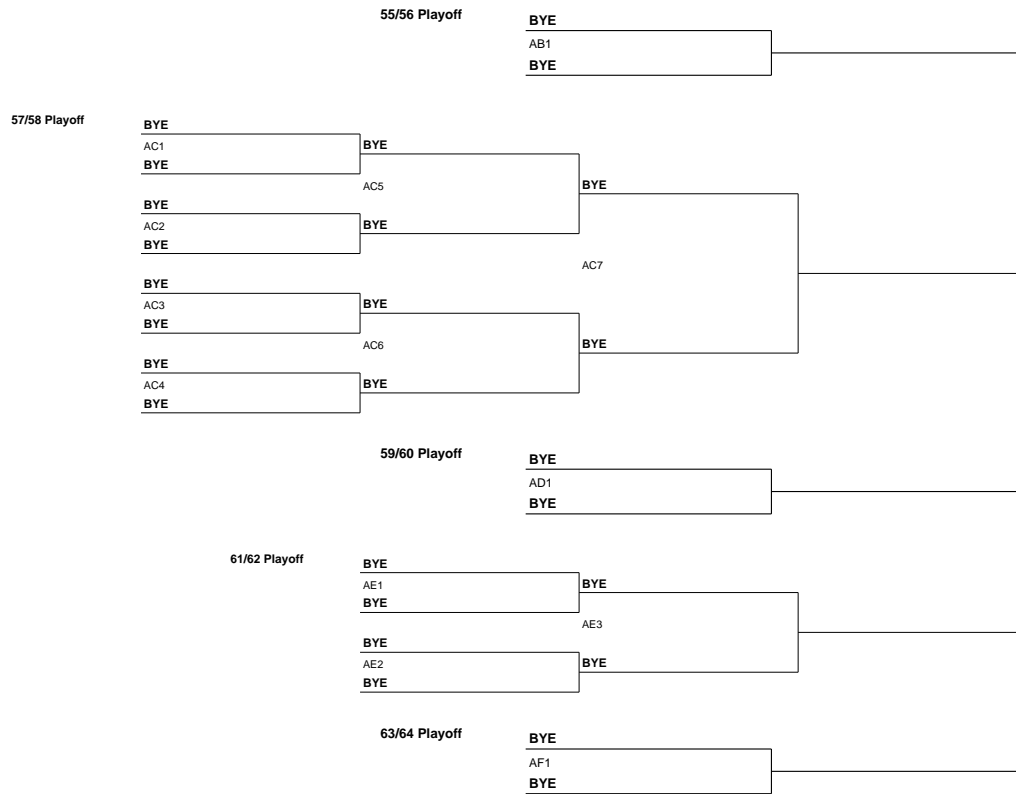 55/56 Playoff
BYE
AB1
BYE
57/58 Playoff
BYE
AC1
BYE
BYE
AC5
BYE
AC2
BYE
BYE
BYE
AC7
BYE
AC3
BYE
BYE
AC6
BYE
BYE
AC4
BYE
BYE
59/60 Playoff
BYE
AD1
BYE
61/62 Playoff
BYE
AE1
BYE
BYE
AE3
BYE
AE2
BYE
BYE
63/64 Playoff
BYE
AF1
BYE